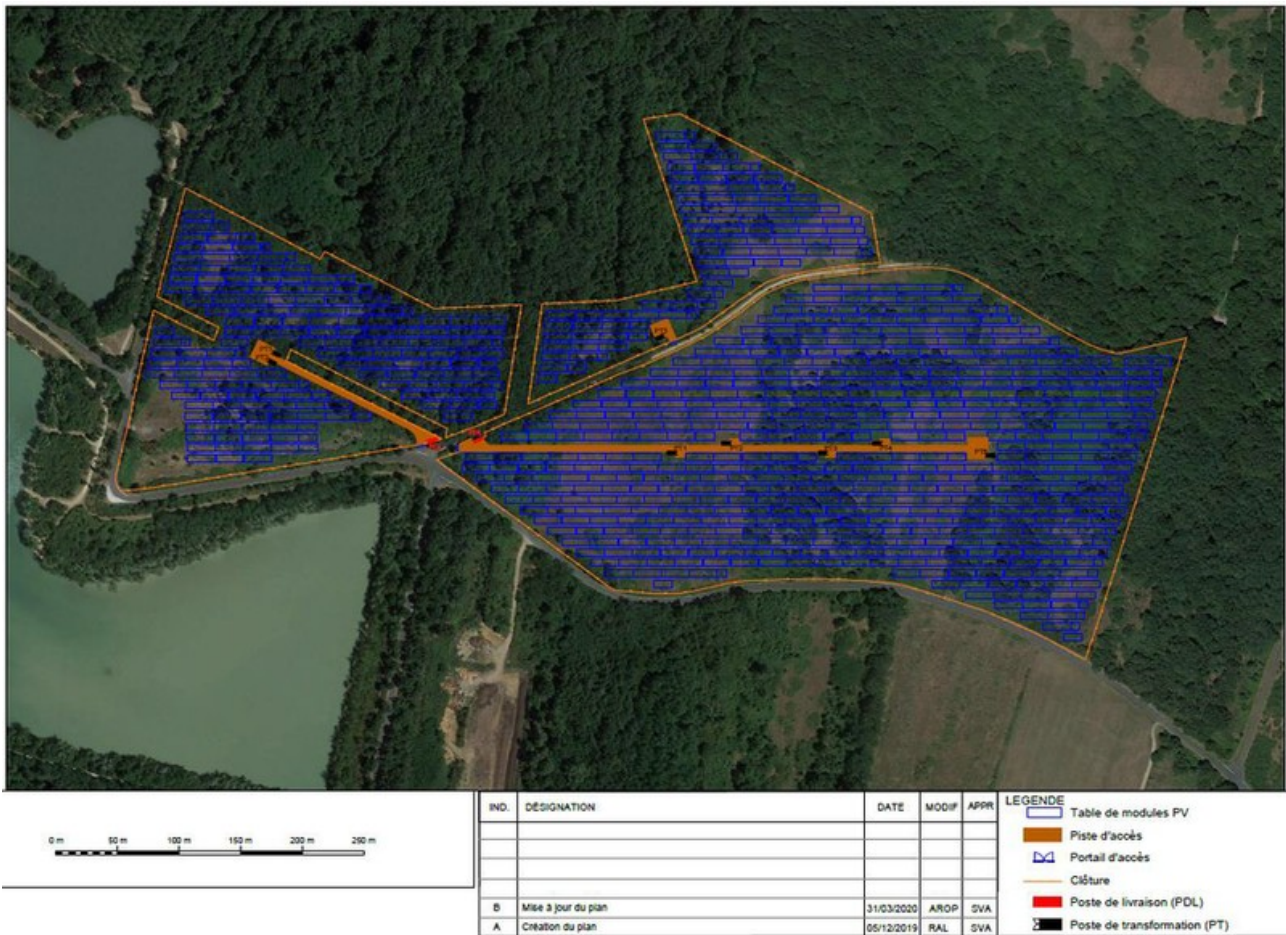 0 m 50 m 100 m 150 m 200 m 250 m
IND. DÉSIGNATION DATE MODIF APPR
B Mise à jour du plan 31/03/2020 AROP SVA
A Création du plan 05/12/2019 RAL SVA
LEGENDE
Table de modules PV
Piste d'accès
Portail d'accès
Clôture
Poste de livraison (PDL)
Poste de transformation (PT)